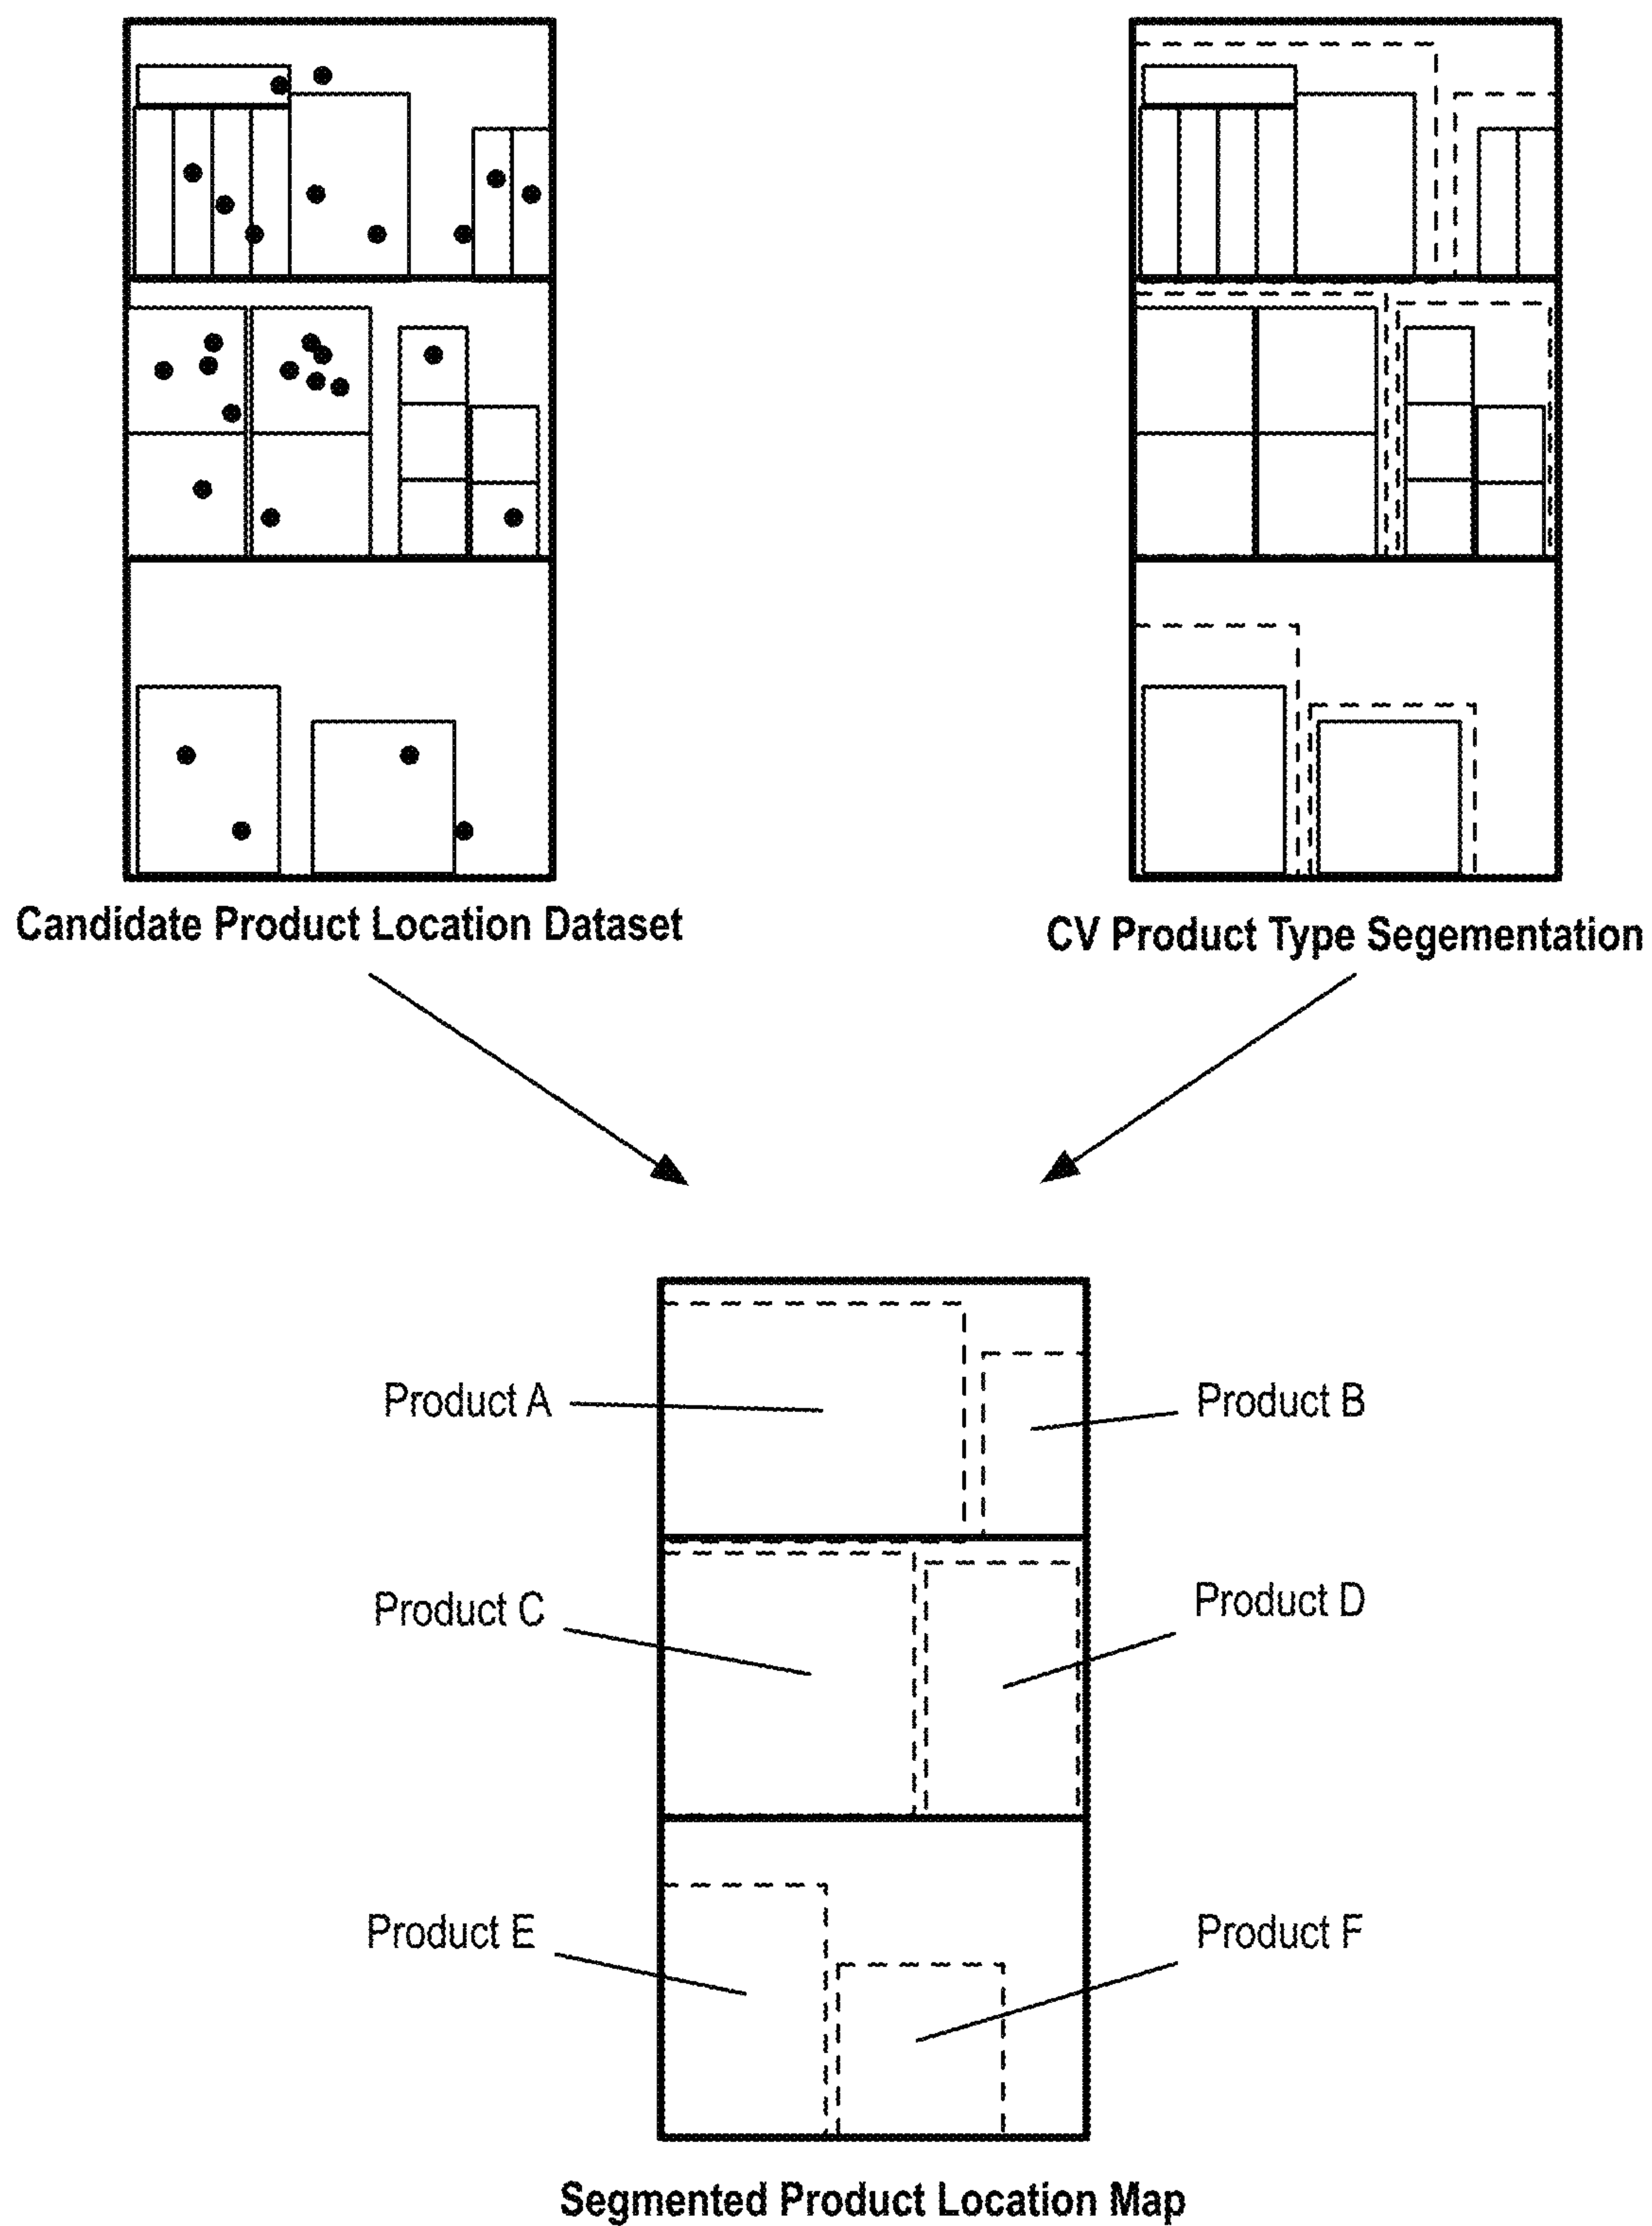 Candidate Product Location Dataset
CV Product Type Segementation
Product A
Product B
Product C
Product D
Product E
Product F
Segmented Product Location Map